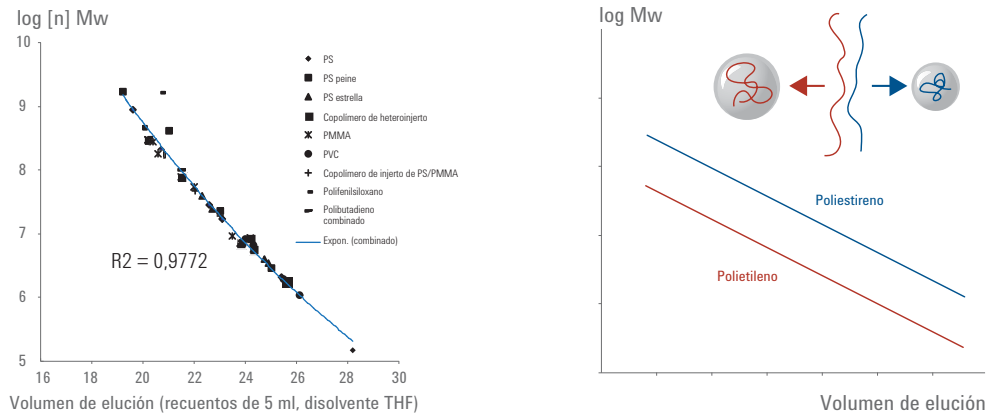 log [n] Mw
10
9
8
7
6
5
16
18
20
22
24
26
28
30
R2 = 0,9772
PS
PS peine
PS estrella
Copolímero de heteroinjerto
PMMA
PVC
Copolímero de injerto de PS/PMMA
Polifenilsiloxano
Polibutadieno
combinado
Expon. (combinado)
Volumen de elución (recuentos de 5 ml, disolvente THF)
log Mw
Poliestireno
Polietileno
Volumen de elución